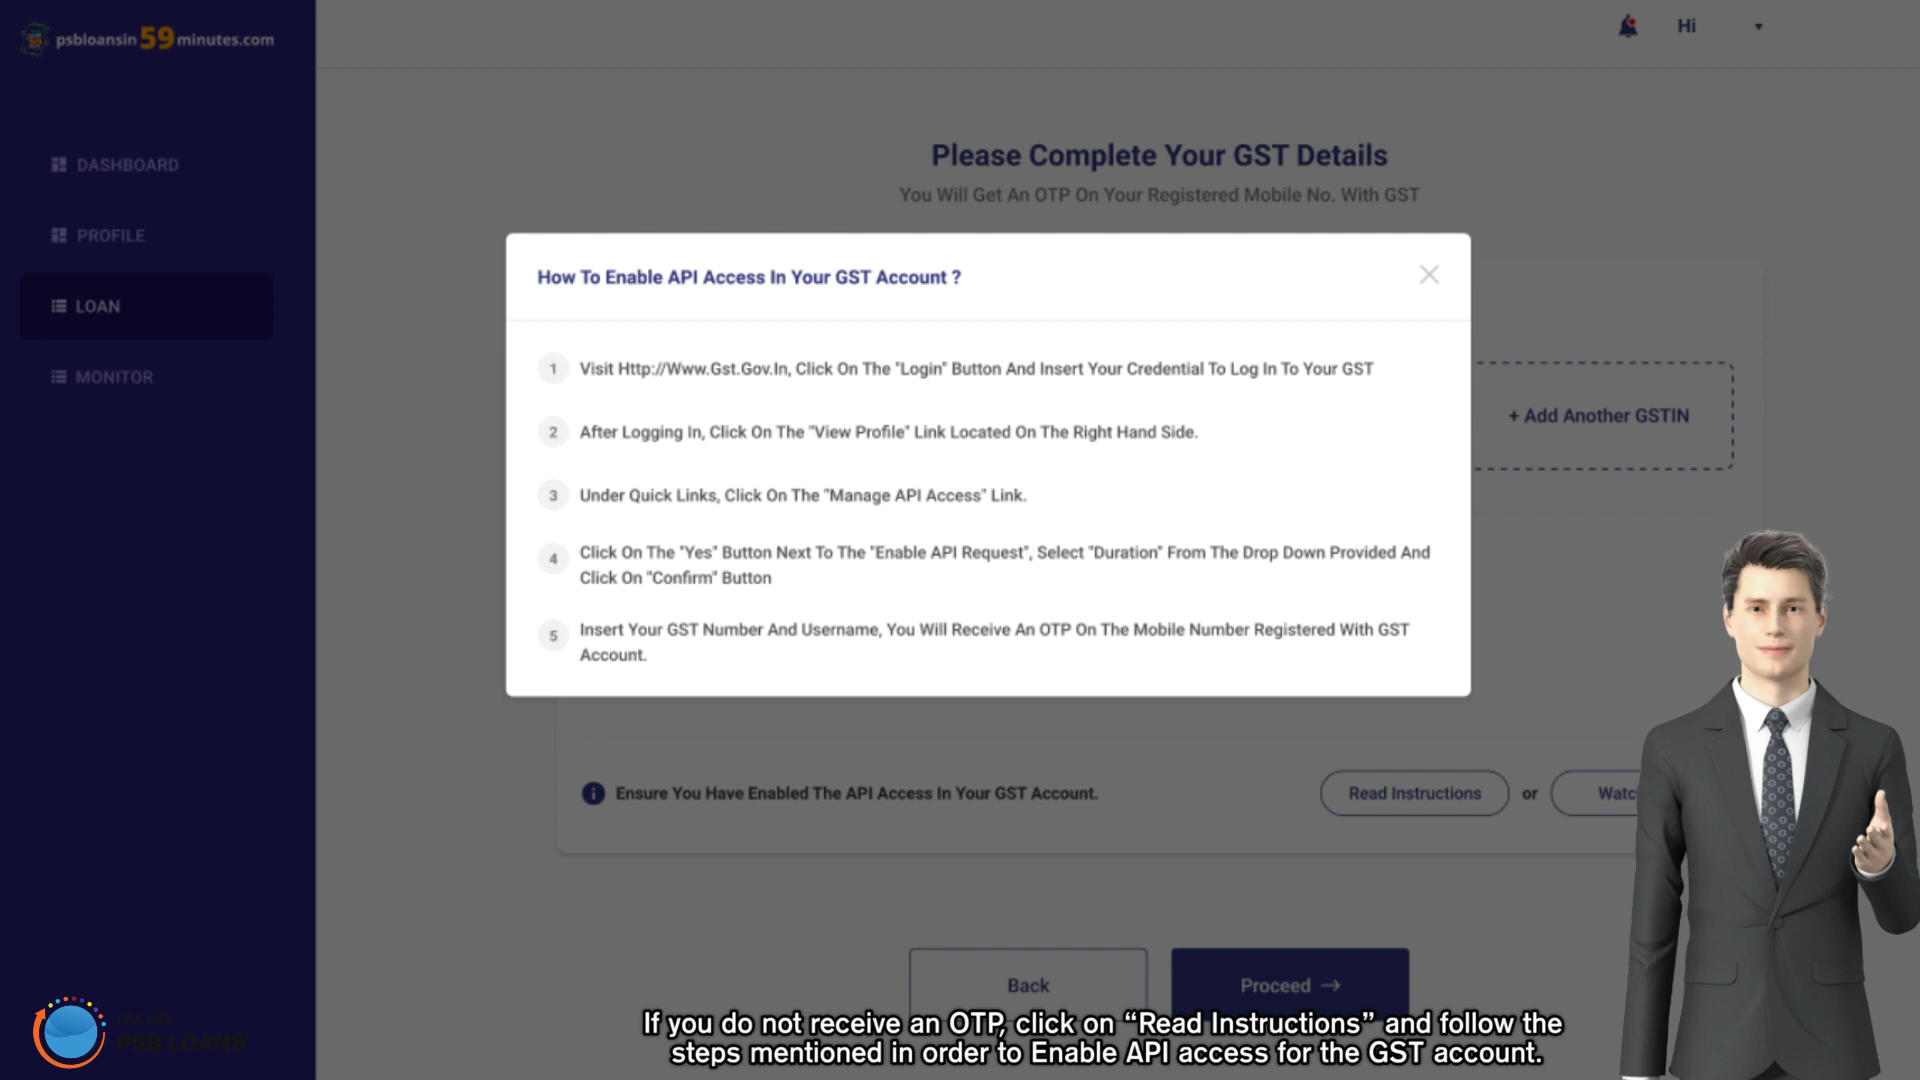 psbloansin59minutes.com
Hi
DASHBOARD
PROFILE
LOAN
MONITOR
Please Complete Your GST Details
You Will Get An OTP On Your Registered Mobile No. With GST
How To Enable API Access In Your GST Account ?
1 Visit Http://Www.Gst.Gov.In, Click On The "Login" Button And Insert Your Credential To Log In To Your GST
2 After Logging In, Click On The "View Profile" Link Located On The Right Hand Side.
3 Under Quick Links, Click On The "Manage API Access" Link.
4 Click On The "Yes" Button Next To The "Enable API Request", Select "Duration" From The Drop Down Provided And
Click On "Confirm" Button
5 Insert Your GST Number And Username, You Will Receive An OTP On The Mobile Number Registered With GST
Account.
+ Add Another GSTIN
Ensure You Have Enabled The API Access In Your GST Account.
Read Instructions or
Back
Proceed →
PSB LOANS
If you do not receive an OTP, click on “Read Instructions” and follow the
steps mentioned in order to Enable API access for the GST account.